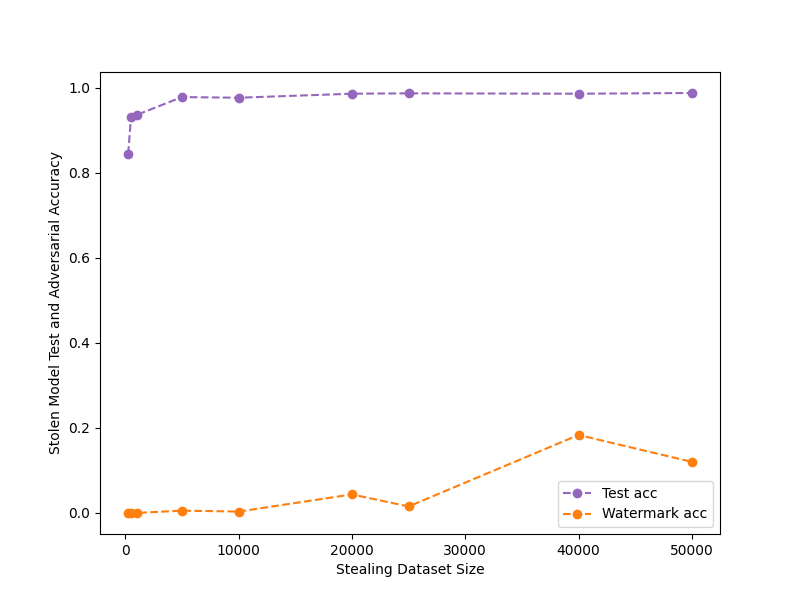 1.0
0.8
0.6
0.4
0.2
0.0
Stolen Model Test and Adversarial Accuracy
Test acc
Watermark acc
0 10000 20000 30000 40000 50000
Stealing Dataset Size